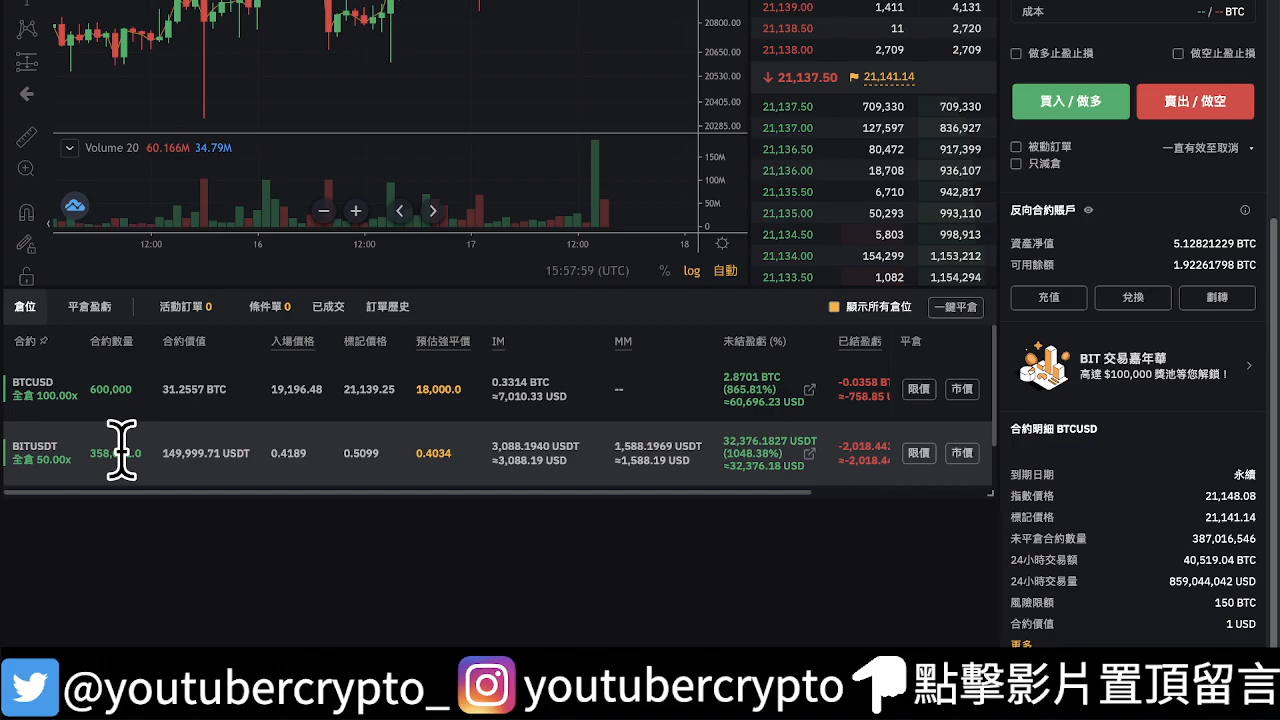 20800.00
20650.00
20530.00
20405.00
20285.00
Volume 20 60.166M 34.79M
150M
100M
50M
0
12:00 16 12:00 17 12:00 18
15:57:59 (UTC) % log 自動
21,139.00 1,411 4,131
21,138.50 11 2,720
21,138.00 2,709 2,709
21,137.50 21,141.14
21,137.50 709,330 709,330
21,137.00 127,597 836,927
21,136.50 80,472 917,399
21,136.00 18,708 936,107
21,135.50 6,710 942,817
21,135.00 50,293 993,110
21,134.50 5,803 998,913
21,134.00 154,299 1,153,212
21,133.50 1,082 1,154,294
成本 -- / -- BTC
做多止盈止損 做空止盈止損
買入 / 做多 賣出 / 做空
被動訂單 一直有效至取消
只減倉
反向合約賬戶
資產凈值 5.12821229 BTC
可用餘額 1.92261798 BTC
充值 兌換 劃轉
BIT 交易嘉年華
高達 $100,000 獎池等您解鎖！
合約明細 BTCUSD
到期日期 永續
指數價格 21,148.08
標記價格 21,141.14
未平倉合約數量 387,016,546
24小時交易額 40,519.04 BTC
24小時交易量 859,044,042 USD
風險限額 150 BTC
合約價值 1 USD
更多
倉位 平倉盈虧 活動訂單 0 條件單 0 已成交 訂單歷史 顯示所有倉位 一鍵平倉
合約 合約數量 合約價值 入場價格 標記價格 預估強平價 IM MM 未結盈虧 (%) 已結盈虧 平倉
BTCUSD 600,000 31.2557 BTC 19,196.48 21,139.25 18,000.0 0.3314 BTC -- 2.8701 BTC -0.0358 BT 限價 市價
全倉 100.00x ≈7,010.33 USD (865.81%) ≈-758.85 U
≈60,696.23 USD
BITUSDT 149,999.71 USDT 0.4189 0.5099 0.4034 3,088.1940 USDT 1,588.1969 USDT 32,376.1827 USDT -2,018.44 限價 市價
全倉 50.00x ≈3,088.19 USD ≈1,588.19 USD (1048.38%) ≈-2,018.4
≈32,376.18 USD
@youtubercrypto_ youtubercrypto 點擊影片置頂留言